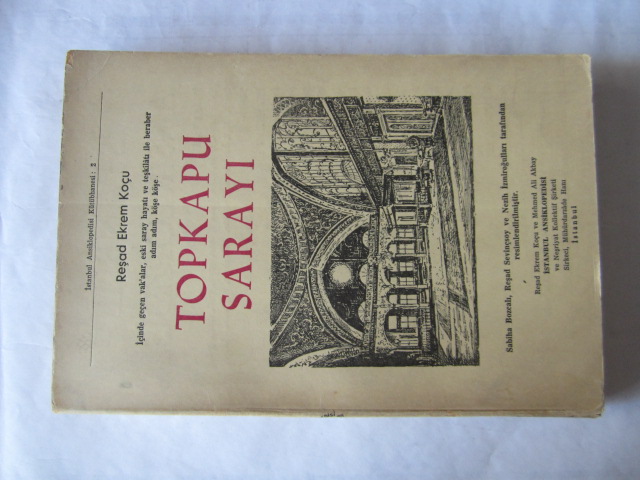 İstanbul Ansiklopedisi Kütübhanesi : 2
Reşad Ekrem Koçu
İçinde geçen vak'alar, eski saray hayatı ve teşkilâtı ile beraber
adım adım, köşe köşe.
TOPKAPU
SARAYI
Sabiha Bozcalı, Reşad Sevinçsoy ve Nezih İzmiroğulları tarafından
resimlendirilmiştir.
Reşad Ekrem Koçu ve Mehmed Ali Akbay
İSTANBUL ANSİKLOPEDİSİ
ve Neşriyat Kollektif Şirketi
Sirkeci, Mühürdarzâde Hanı
İstanbul